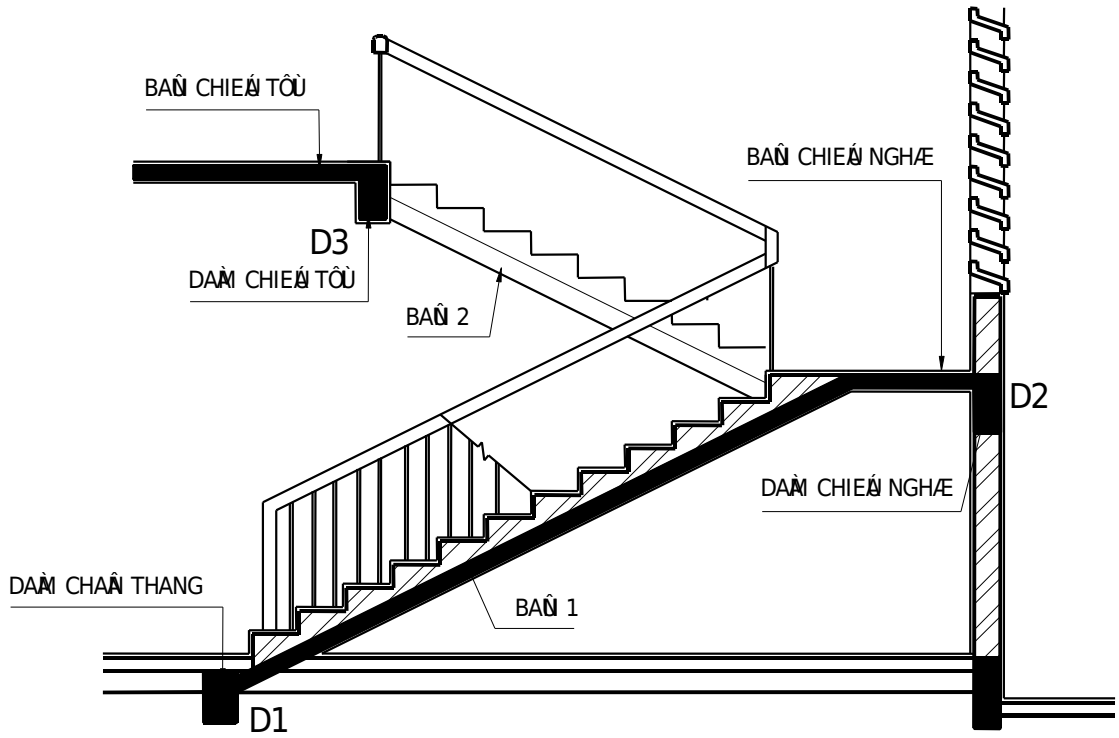 BAÛN CHIEÁU TÔÙI
BAÛN CHIEÁU NGHÆ
D3
DAÀM CHIEÁU TÔÙI
BAÛN 2
D2
DAÀM CHIEÁU NGHÆ
DAÀM CHAÂN THANG
BAÛN 1
D1